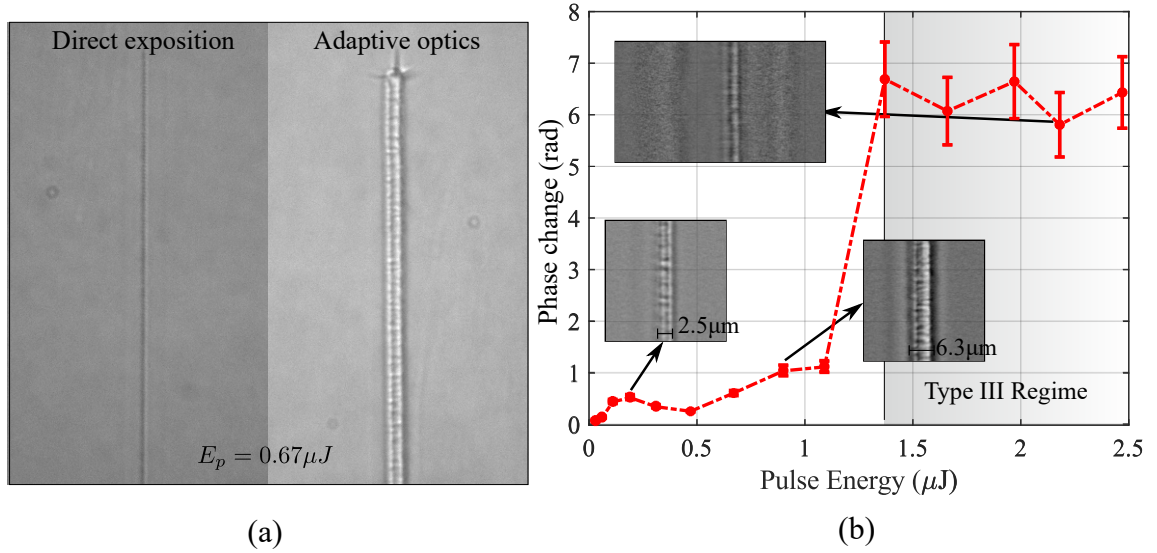 Direct exposition
Adaptive optics
E_p = 0.67μJ
(a)
8
7
6
5
4
3
2
1
0
Phase change (rad)
2.5μm
6.3μm
Type III Regime
0
0.5
1
1.5
2
2.5
Pulse Energy (μJ)
(b)